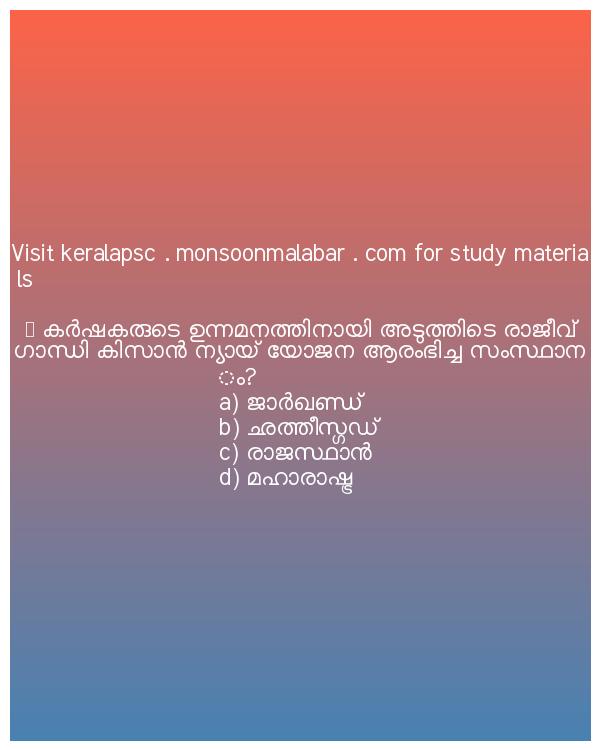 Visit keralapsc . monsoonmalabar . com for study materia
ls
കർഷകരുടെ ഉന്നമനത്തിനായി അടുത്തിടെ രാജീവ്
ഗാന്ധി കിസാൻ ന്യായ് യോജന ആരംഭിച്ച സംസ്ഥാന
ം?
a) ജാർഖണ്ഡ്
b) ഛത്തീസ്ഗഡ്
c) രാജസ്ഥാൻ
d) മഹാരാഷ്ട്ര